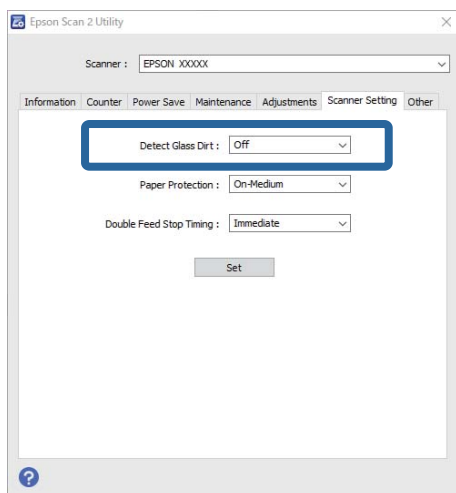 Epson Scan 2 Utility
Scanner : EPSON XXXXX
Information Counter Power Save Maintenance Adjustments Scanner Setting Other
Detect Glass Dirt : Off
Paper Protection : On-Medium
Double Feed Stop Timing : Immediate
Set
?